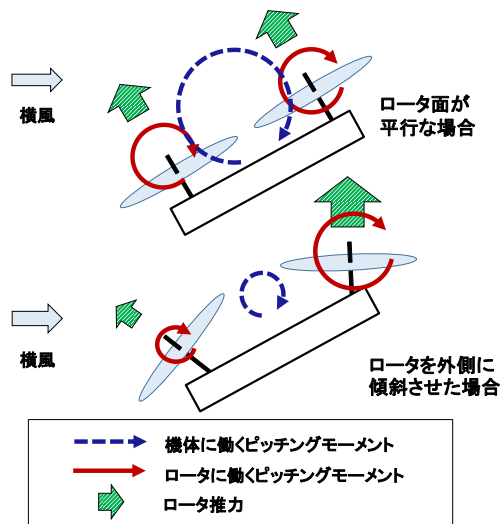 横風
ロータ面が
平行な場合
横風
ロータを外側に
傾斜させた場合
機体に働くピッチングモーメント
ロータに働くピッチングモーメント
ロータ推力